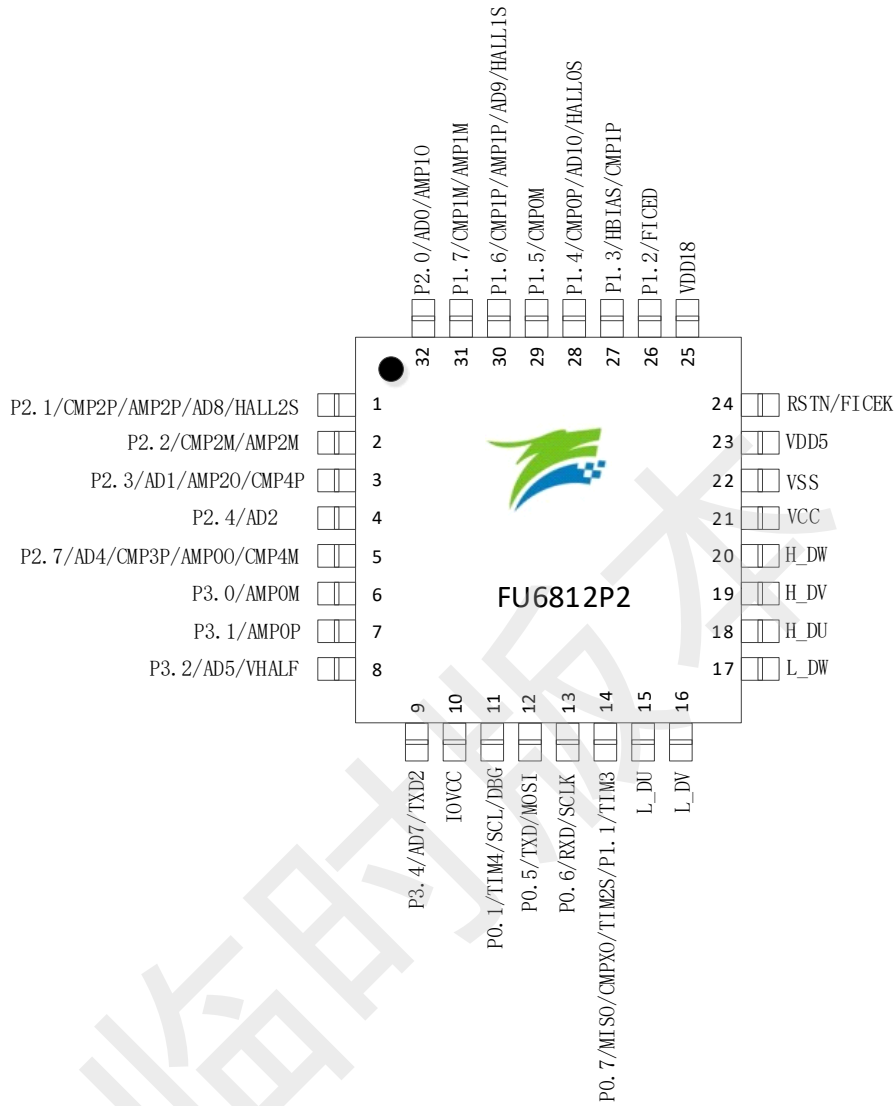 P2.0/AD0/AMP1O
P1.7/CMP1M/AMP1M
P1.6/CMP1P/AMP1P/AD9/HALL1S
P1.5/CMP0M
P1.4/CMP0P/AD10/HALL0S
P1.3/HBIAS/CMP1P
P1.2/FICED
VDD18
32
31
30
29
28
27
26
25
P2.1/CMP2P/AMP2P/AD8/HALL2S
1
24
RSTN/FICEK
P2.2/CMP2M/AMP2M
2
23
VDD5
P2.3/AD1/AMP2O/CMP4P
3
22
VSS
P2.4/AD2
4
21
VCC
P2.7/AD4/CMP3P/AMP0O/CMP4M
5
20
H_DW
P3.0/AMP0M
6
FU6812P2
19
H_DV
P3.1/AMP0P
7
18
H_DU
P3.2/AD5/VHALF
8
17
L_DW
9
10
11
12
13
14
15
16
P3.4/AD7/TXD2
IOVCC
P0.1/TIM4/SCL/DBG
P0.5/TXD/MOSI
P0.6/RXD/SCLK
P0.7/MISO/CMPXO/TIM2S/P1.1/TIM3
L_DU
L_DV
临时版本